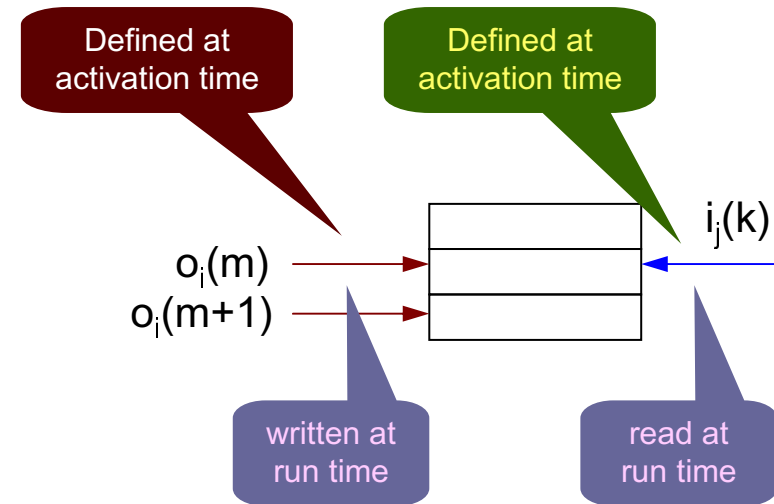 Defined at
activation time
Defined at
activation time
oᵢ(m)
iⱼ(k)
oᵢ(m+1)
written at
run time
read at
run time